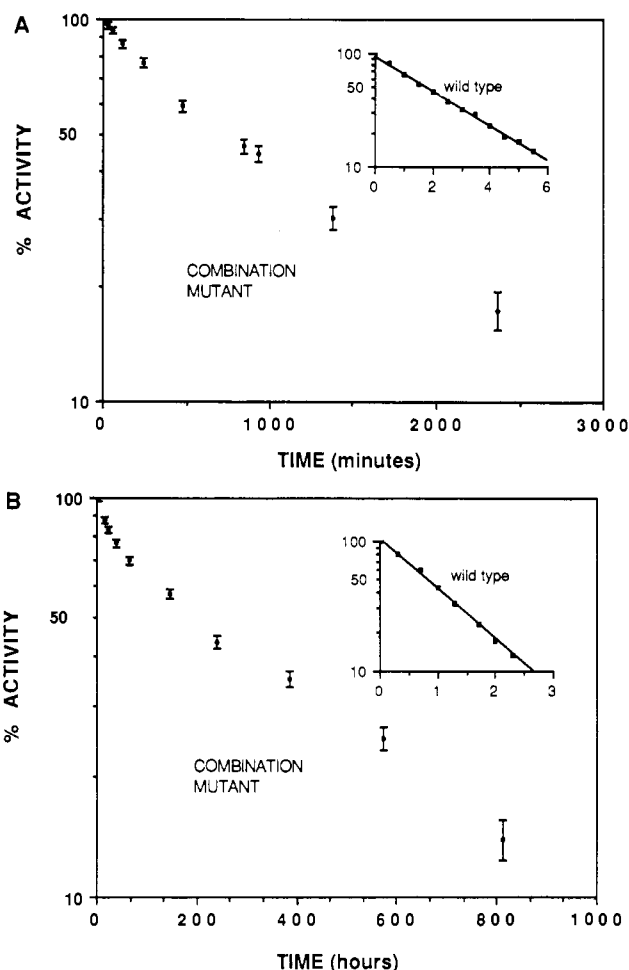 A
% ACTIVITY
100
50
10
0
1000
2000
3000
TIME (minutes)
COMBINATION
MUTANT
wild type
100
50
10
0
2
4
6
B
% ACTIVITY
100
50
10
0
200
400
600
800
1000
TIME (hours)
COMBINATION
MUTANT
wild type
100
50
10
0
1
2
3